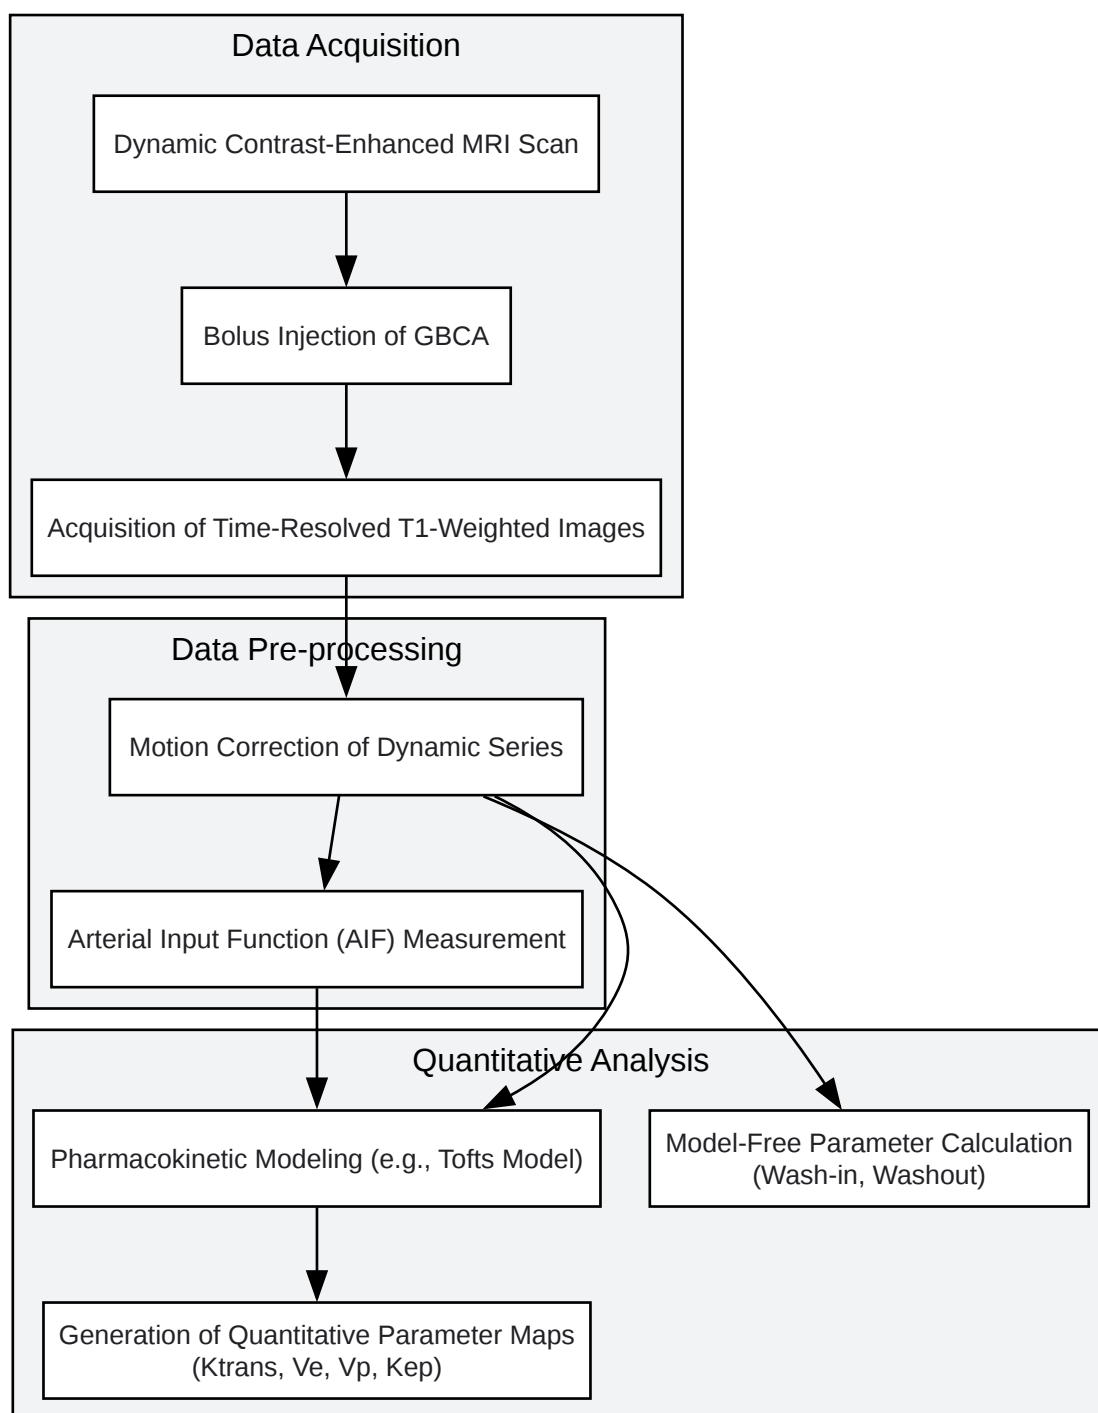 Data Acquisition
Dynamic Contrast-Enhanced MRI Scan
Bolus Injection of GBCA
Acquisition of Time-Resolved T1-Weighted Images
Data Pre-processing
Motion Correction of Dynamic Series
Arterial Input Function (AIF) Measurement
Quantitative Analysis
Pharmacokinetic Modeling (e.g., Tofts Model)
Model-Free Parameter Calculation
(Wash-in, Washout)
Generation of Quantitative Parameter Maps
(Ktrans, Ve, Vp, Kep)